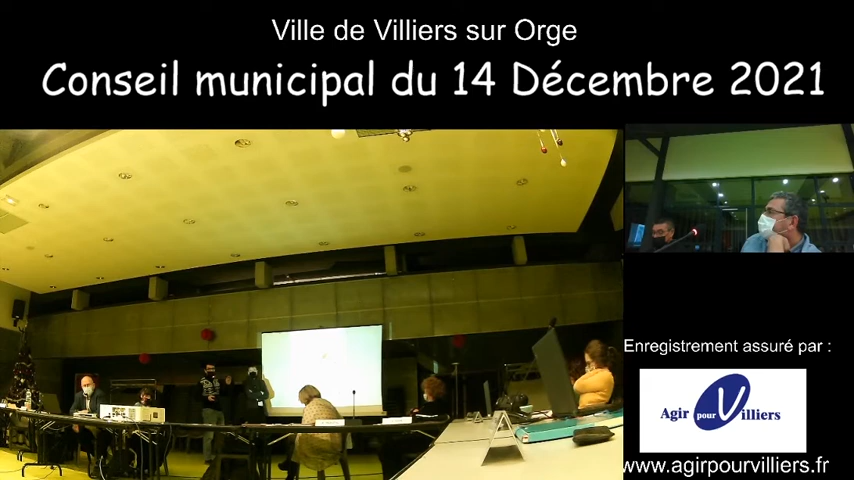 Ville de Villiers sur Orge
Conseil municipal du 14 Décembre 2021
Enregistrement assuré par :
Agir pour Villiers
www.agirpourvilliers.fr